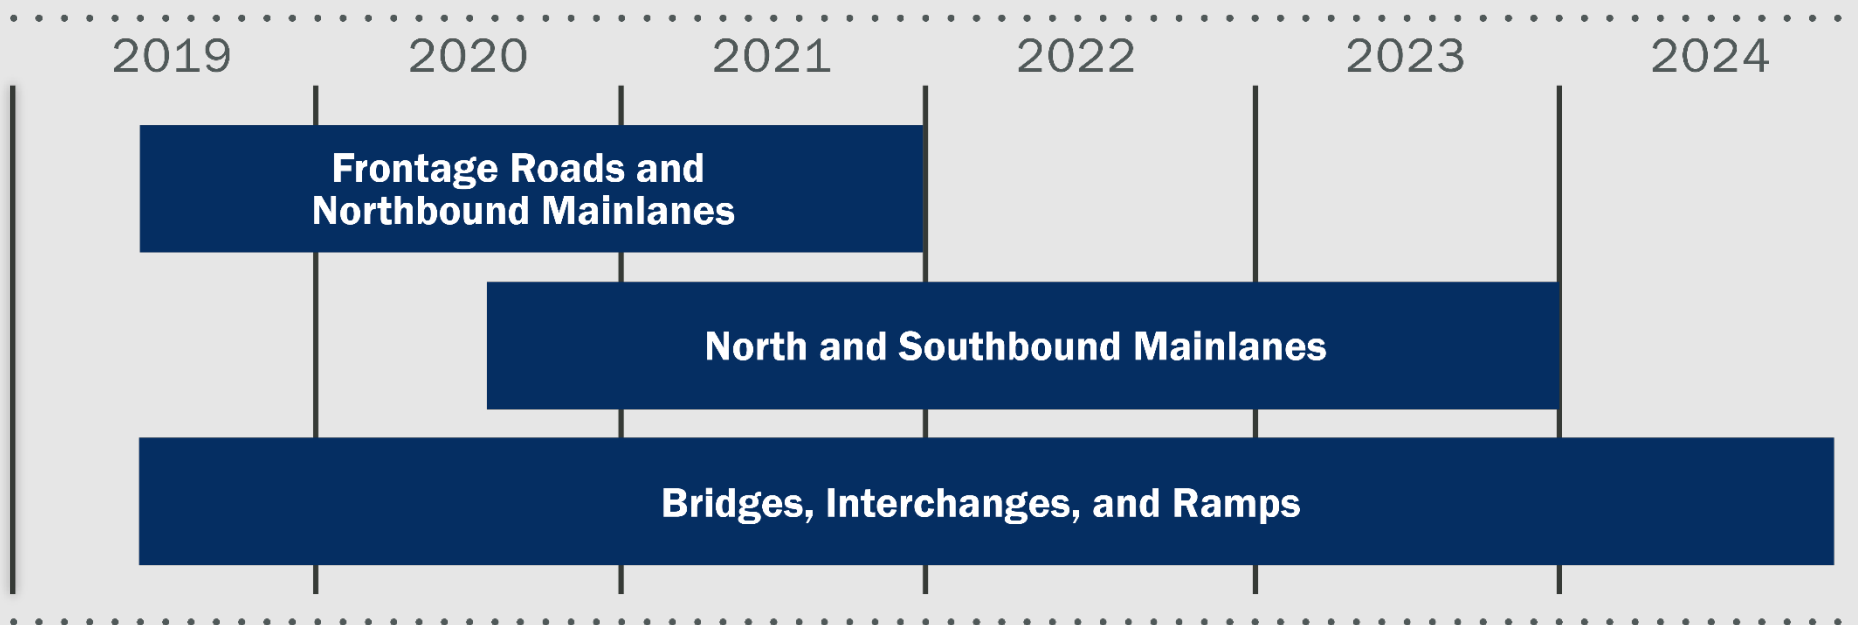 2019 2020 2021 2022 2023 2024
Frontage Roads and
Northbound Mainlanes
North and Southbound Mainlanes
Bridges, Interchanges, and Ramps